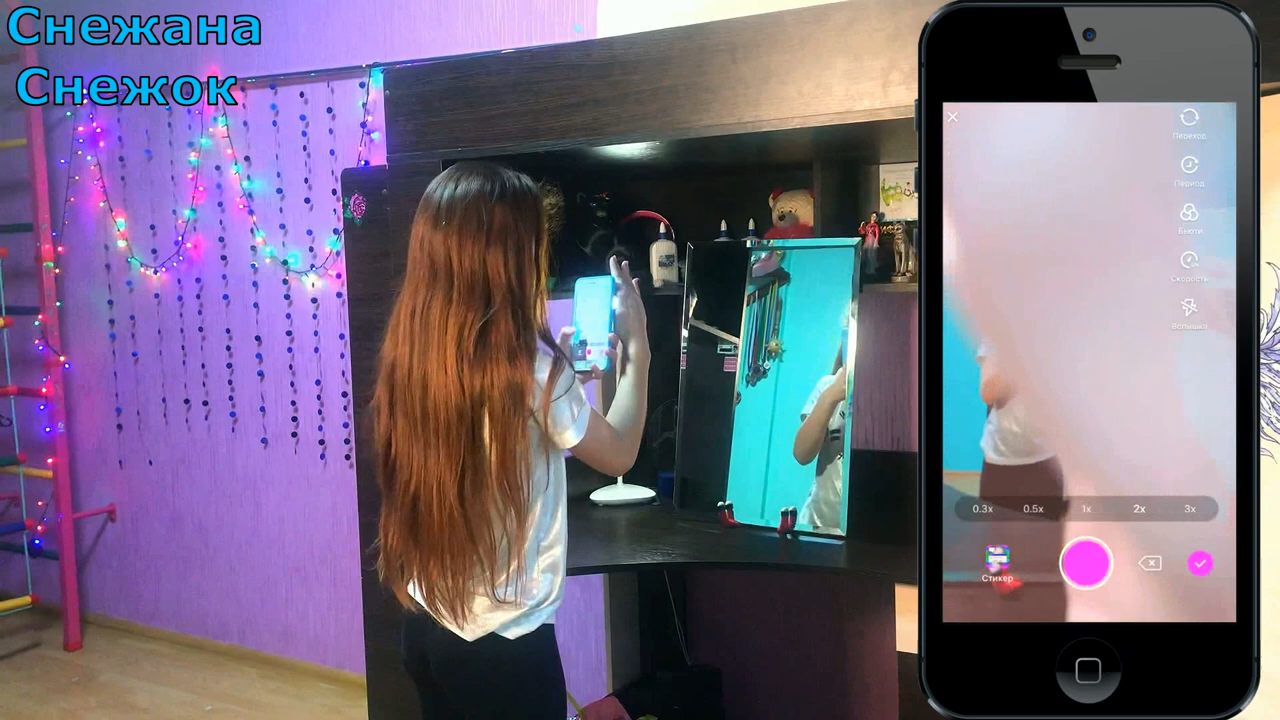 Снежана
Снежок
Переход
Период
Бьюти
Скорость
Вспышка
0.3x 0.5x 1x 2x 3x
Стикер